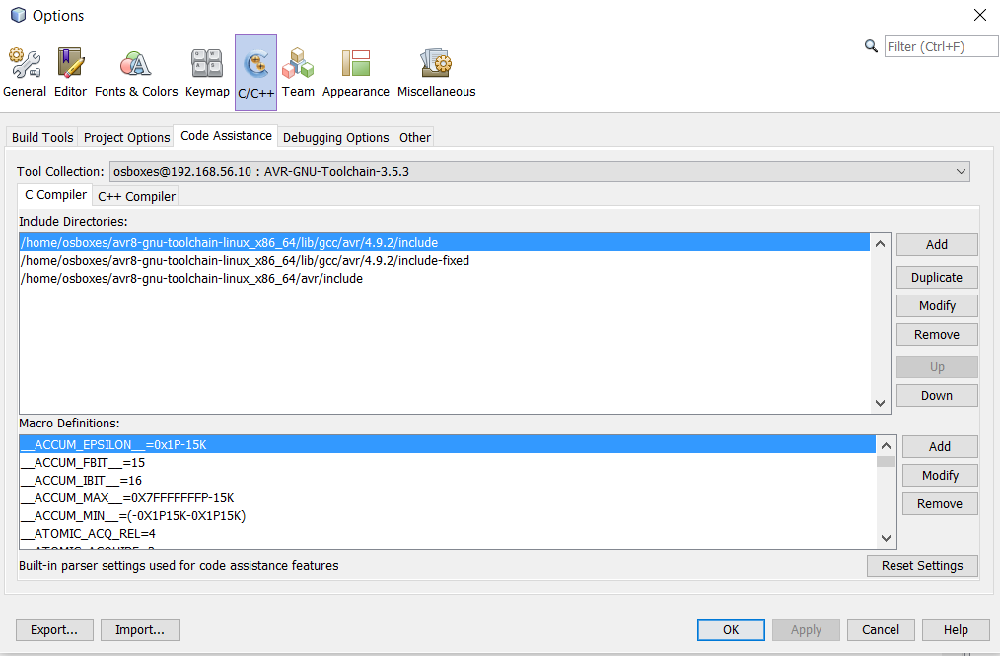 Options
Filter (Ctrl+F)
General Editor Fonts & Colors Keymap C/C++ Team Appearance Miscellaneous
Build Tools Project Options Code Assistance Debugging Options Other
Tool Collection: osboxes@192.168.56.10 : AVR-GNU-Toolchain-3.5.3
C Compiler C++ Compiler
Include Directories:
/home/osboxes/avr8-gnu-toolchain-linux_x86_64/lib/gcc/avr/4.9.2/include
/home/osboxes/avr8-gnu-toolchain-linux_x86_64/lib/gcc/avr/4.9.2/include-fixed
/home/osboxes/avr8-gnu-toolchain-linux_x86_64/avr/include
Add
Duplicate
Modify
Remove
Up
Down
Macro Definitions:
__ACCUM_EPSILON__=0x1P-15K
__ACCUM_FBIT__=15
__ACCUM_IBIT__=16
__ACCUM_MAX__=0X7FFFFFFFP-15K
__ACCUM_MIN__=(-0X1P15K-0X1P15K)
__ATOMIC_ACQ_REL=4
Add
Modify
Remove
Built-in parser settings used for code assistance features
Reset Settings
Export... Import... OK Apply Cancel Help